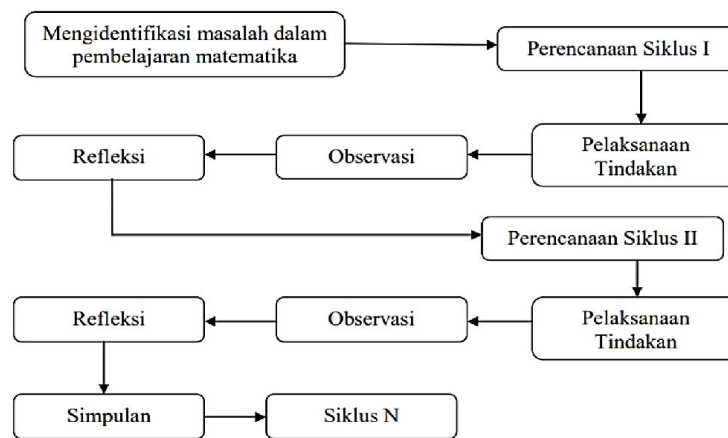 Mengidentifikasi masalah dalam
pembelajaran matematika
Perencanaan Siklus I
Pelaksanaan
Tindakan
Observasi
Refleksi
Perencanaan Siklus II
Pelaksanaan
Tindakan
Observasi
Refleksi
Simpulan
Siklus N